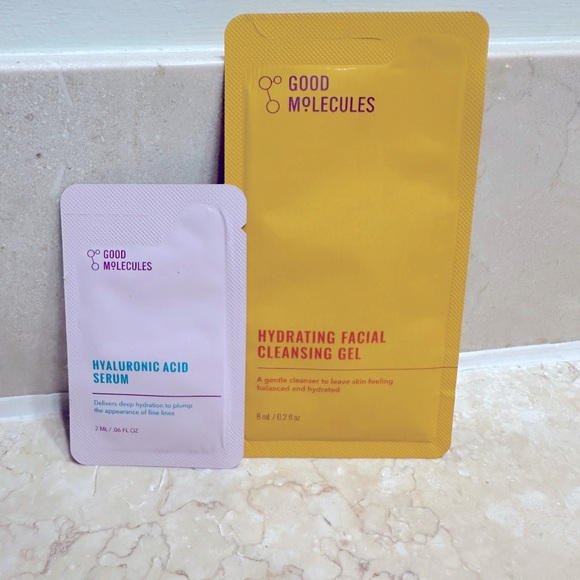 GOOD
MOLECULES
HYALURONIC ACID
SERUM
Delivers deep hydration to plump
the appearance of fine lines
2 ML / .06 FL OZ
GOOD
MOLECULES
HYDRATING FACIAL
CLEANSING GEL
A gentle cleanser to leave skin feeling
balanced and hydrated
8 ml / 0.2 fl oz